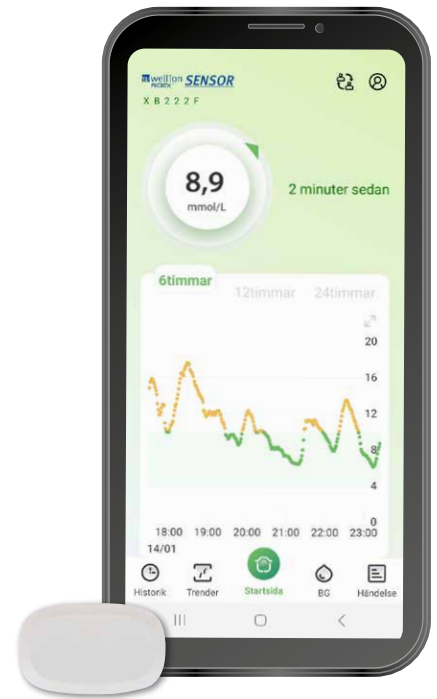 wellion SENSOR
XB222F
8,9
mmol/L
2 minuter sedan
6timmar
12timmar
24timmar
20
16
12
8
4
0
18:00 19:00 20:00 21:00 22:00 23:00
14/01
Historik Trender Startsida BG Händelse